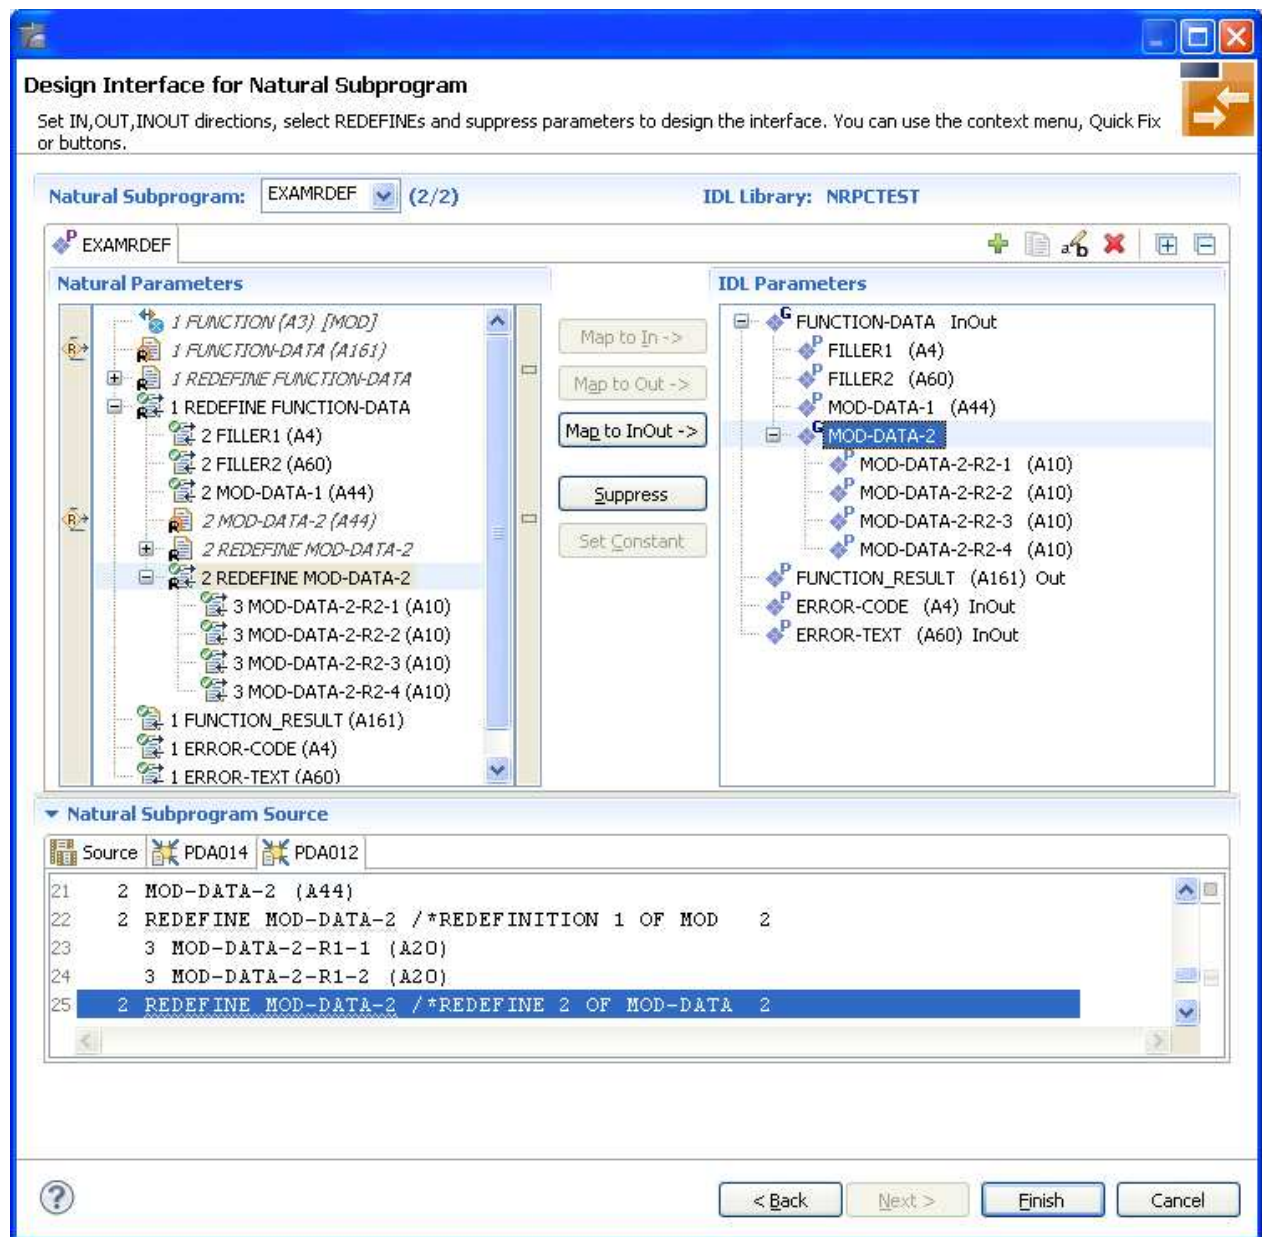 Design Interface for Natural Subprogram
Set IN,OUT,INOUT directions, select REDEFINEs and suppress parameters to design the interface. You can use the context menu, Quick Fix
or buttons.
Natural Subprogram: EXAMRDEF (2/2) IDL Library: NRPCTEST
P EXAMRDEF
Natural Parameters
1 FUNCTION (A3) [MOD]
1 FUNCTION-DATA (A161)
1 REDEFINE FUNCTION-DATA
1 REDEFINE FUNCTION-DATA
2 FILLER1 (A4)
2 FILLER2 (A60)
2 MOD-DATA-1 (A44)
2 MOD-DATA-2 (A44)
2 REDEFINE MOD-DATA-2
2 REDEFINE MOD-DATA-2
3 MOD-DATA-2-R2-1 (A10)
3 MOD-DATA-2-R2-2 (A10)
3 MOD-DATA-2-R2-3 (A10)
3 MOD-DATA-2-R2-4 (A10)
1 FUNCTION_RESULT (A161)
1 ERROR-CODE (A4)
1 ERROR-TEXT (A60)
Map to In ->
Map to Out ->
Map to InOut ->
Suppress
Set Constant
IDL Parameters
G FUNCTION-DATA InOut
P FILLER1 (A4)
P FILLER2 (A60)
P MOD-DATA-1 (A44)
G MOD-DATA-2
P MOD-DATA-2-R2-1 (A10)
P MOD-DATA-2-R2-2 (A10)
P MOD-DATA-2-R2-3 (A10)
P MOD-DATA-2-R2-4 (A10)
P FUNCTION_RESULT (A161) Out
P ERROR-CODE (A4) InOut
P ERROR-TEXT (A60) InOut
Natural Subprogram Source
Source PDA014 PDA012
21 2 MOD-DATA-2 (A44)
22 2 REDEFINE MOD-DATA-2 /*REDEFINITION 1 OF MOD 2
23 3 MOD-DATA-2-R1-1 (A20)
24 3 MOD-DATA-2-R1-2 (A20)
25 2 REDEFINE MOD-DATA-2 /*REDEFINE 2 OF MOD-DATA 2
? < Back Next > Finish Cancel